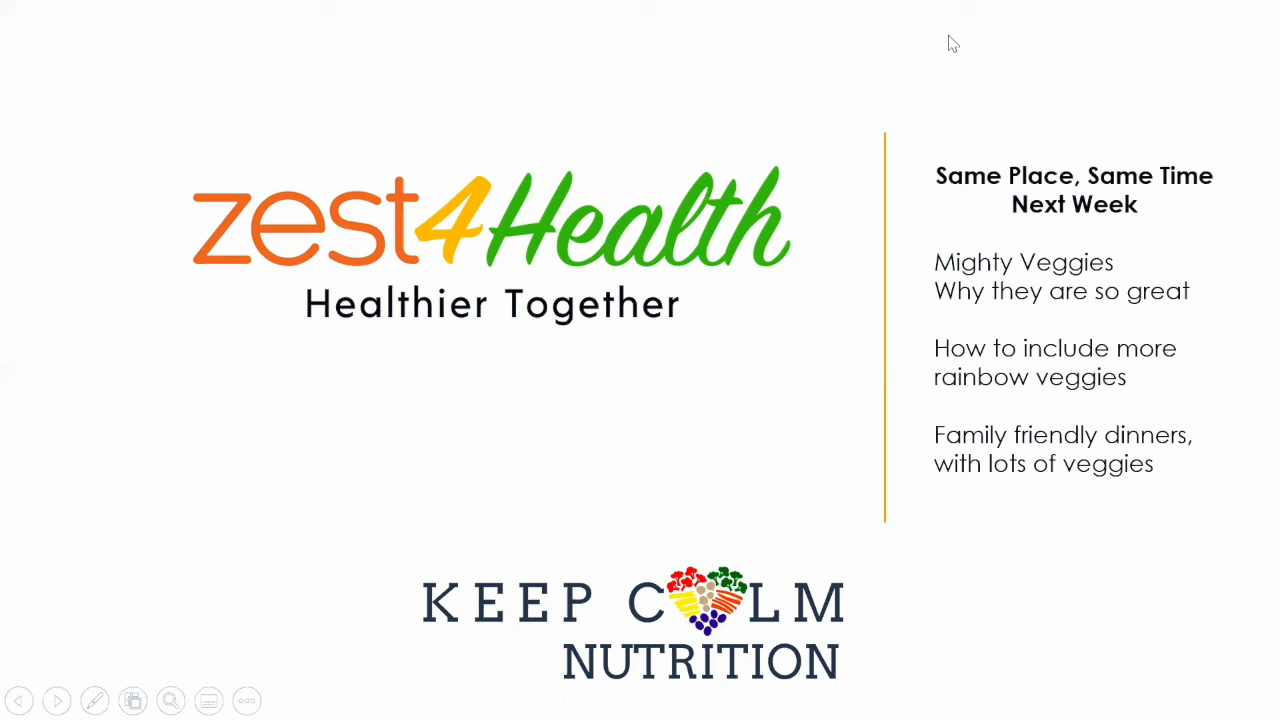 zest4Health
Healthier Together
Same Place, Same Time
Next Week
Mighty Veggies
Why they are so great
How to include more
rainbow veggies
Family friendly dinners,
with lots of veggies
KEEP C LM
NUTRITION